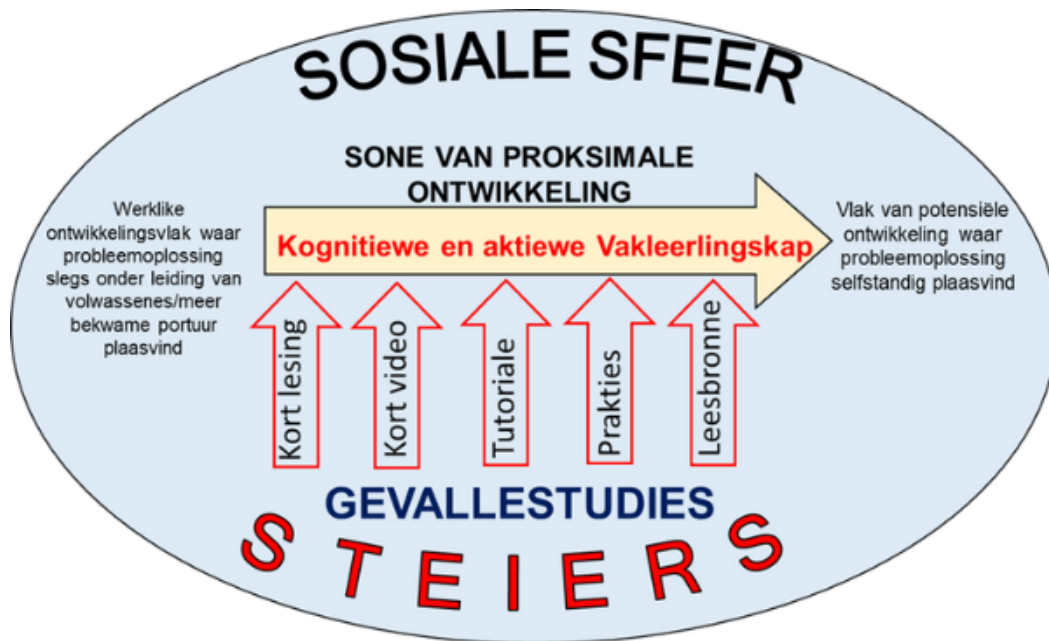 SOSIALE SFEER
SONE VAN PROKSIMALE
ONTWIKKELING
Werklike
ontwikkelingsvlak waar
probleemoplossing
slegs onder leiding van
volwassenes/meer
bekwame portuur
plaasvind
Kognitiewe en aktiewe Vakleerlingskap
Vlak van potensiële
ontwikkeling waar
probleemoplossing
selfstandig plaasvind
Kort lesing
Kort video
Tutoriale
Prakties
Leesbronne
GEVALLESTUDIES
STEIERS